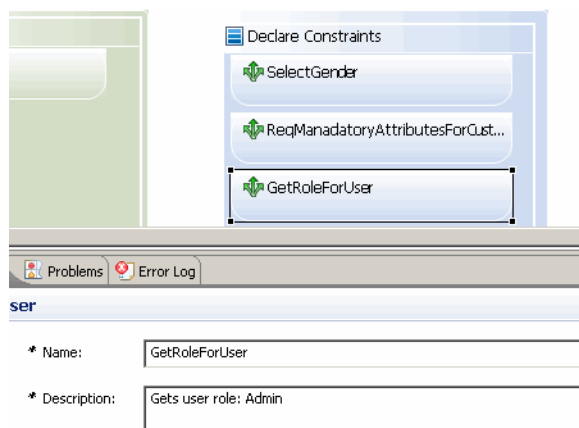 Declare Constraints
SelectGender
ReqManadatoryAttributesForCust...
GetRoleForUser
Problems
Error Log
ser
* Name: GetRoleForUser
* Description: Gets user role: Admin